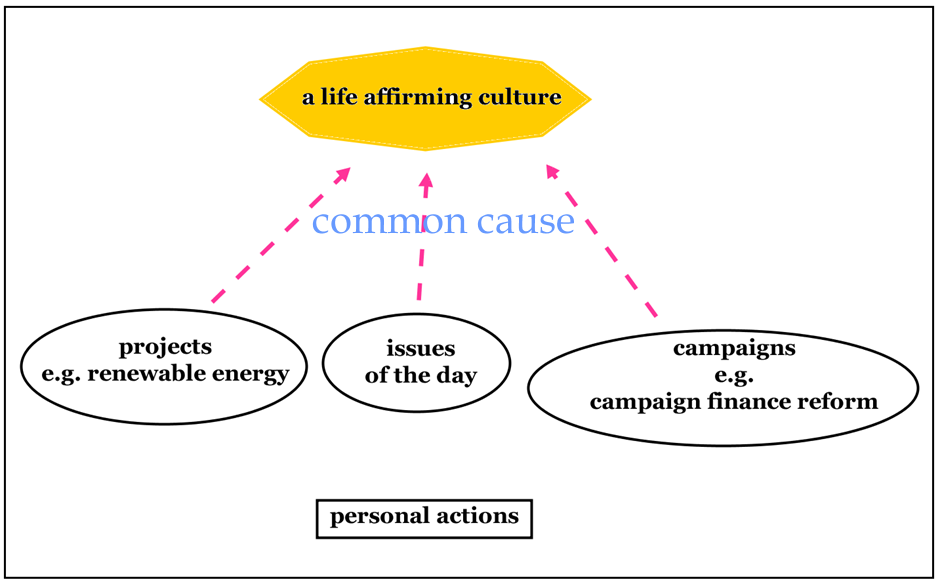 a life affirming culture
common cause
projects
e.g. renewable energy
issues
of the day
campaigns
e.g.
campaign finance reform
personal actions